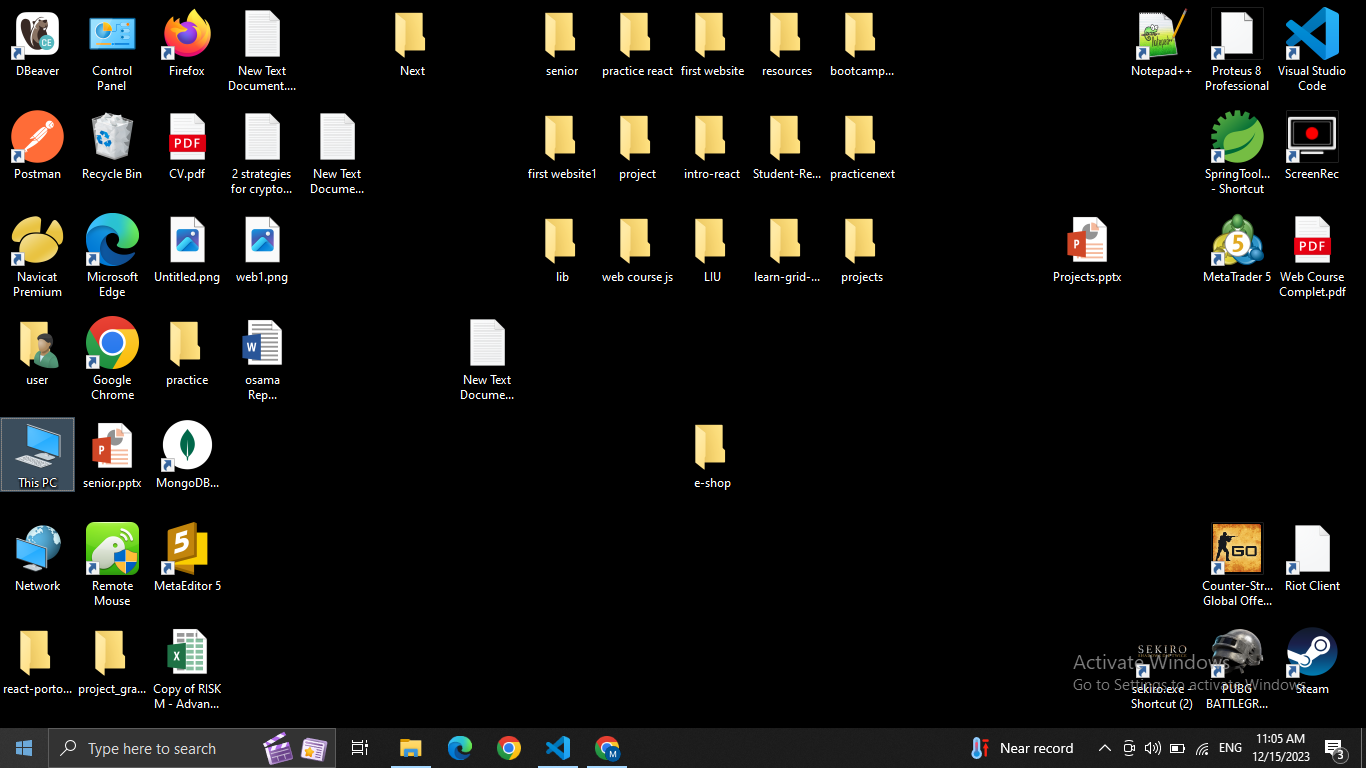 DBeaver
Control
Panel
Firefox
New Text
Document....
Next
senior
practice react
first website
resources
bootcamp...
Notepad++
Proteus 8
Professional
Visual Studio
Code
Postman
Recycle Bin
PDF
CV.pdf
2 strategies
for crypto...
New Text
Docume...
first website1
project
intro-react
Student-Re...
practicenext
SpringTool...
- Shortcut
ScreenRec
Navicat
Premium
Microsoft
Edge
Untitled.png
web1.png
lib
web course js
LIU
learn-grid-...
projects
Projects.pptx
MetaTrader 5
PDF
Web Course
Complet.pdf
user
Google
Chrome
practice
osama
Rep...
New Text
Docume...
This PC
senior.pptx
MongoDB...
e-shop
Network
Remote
Mouse
MetaEditor 5
GO
Counter-Str...
Global Offe...
Riot Client
react-porto...
project_gra...
Copy of RISK
M - Advan...
SEKIRO
sekiro.exe -
Shortcut (2)
PUBG
BATTLEGR...
Steam
Activate Windows
Go to Settings to activate Windows.
Type here to search
Near record
ENG
11:05 AM
12/15/2023
3